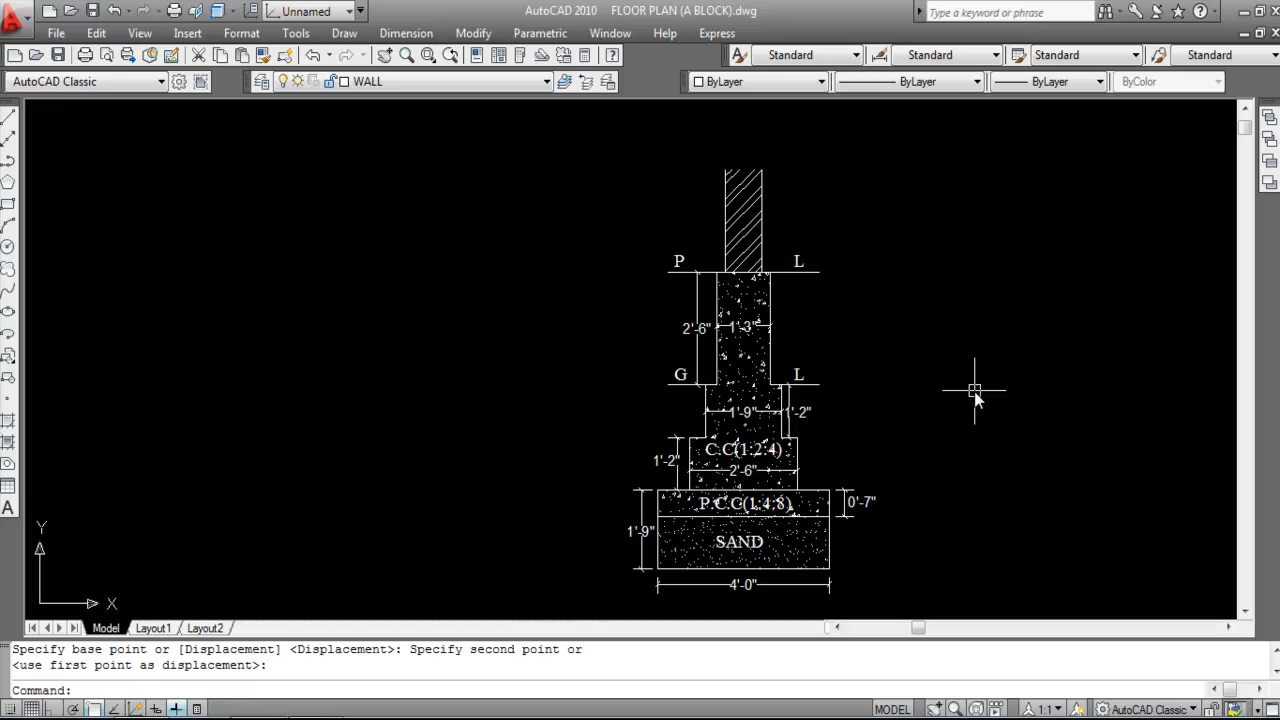 Unnamed
AutoCAD 2010 FLOOR PLAN (A BLOCK).dwg
Type a keyword or phrase
File Edit View Insert Format Tools Draw Dimension Modify Parametric Window Help Express
Standard Standard Standard Standard
AutoCAD Classic WALL ByLayer ByLayer ByLayer ByColor
P L
2'-6" 1'-3"
G L
1'-9" 1'-2"
C.C(1:2:4)
1'-2" 2'-6"
P.C.C(1:4:8) 0'-7"
1'-9" SAND
4'-0"
Y
X
Model Layout1 Layout2
Specify base point or [Displacement] <Displacement>: Specify second point or
<use first point as displacement>:
Command:
MODEL 1:1 AutoCAD Classic